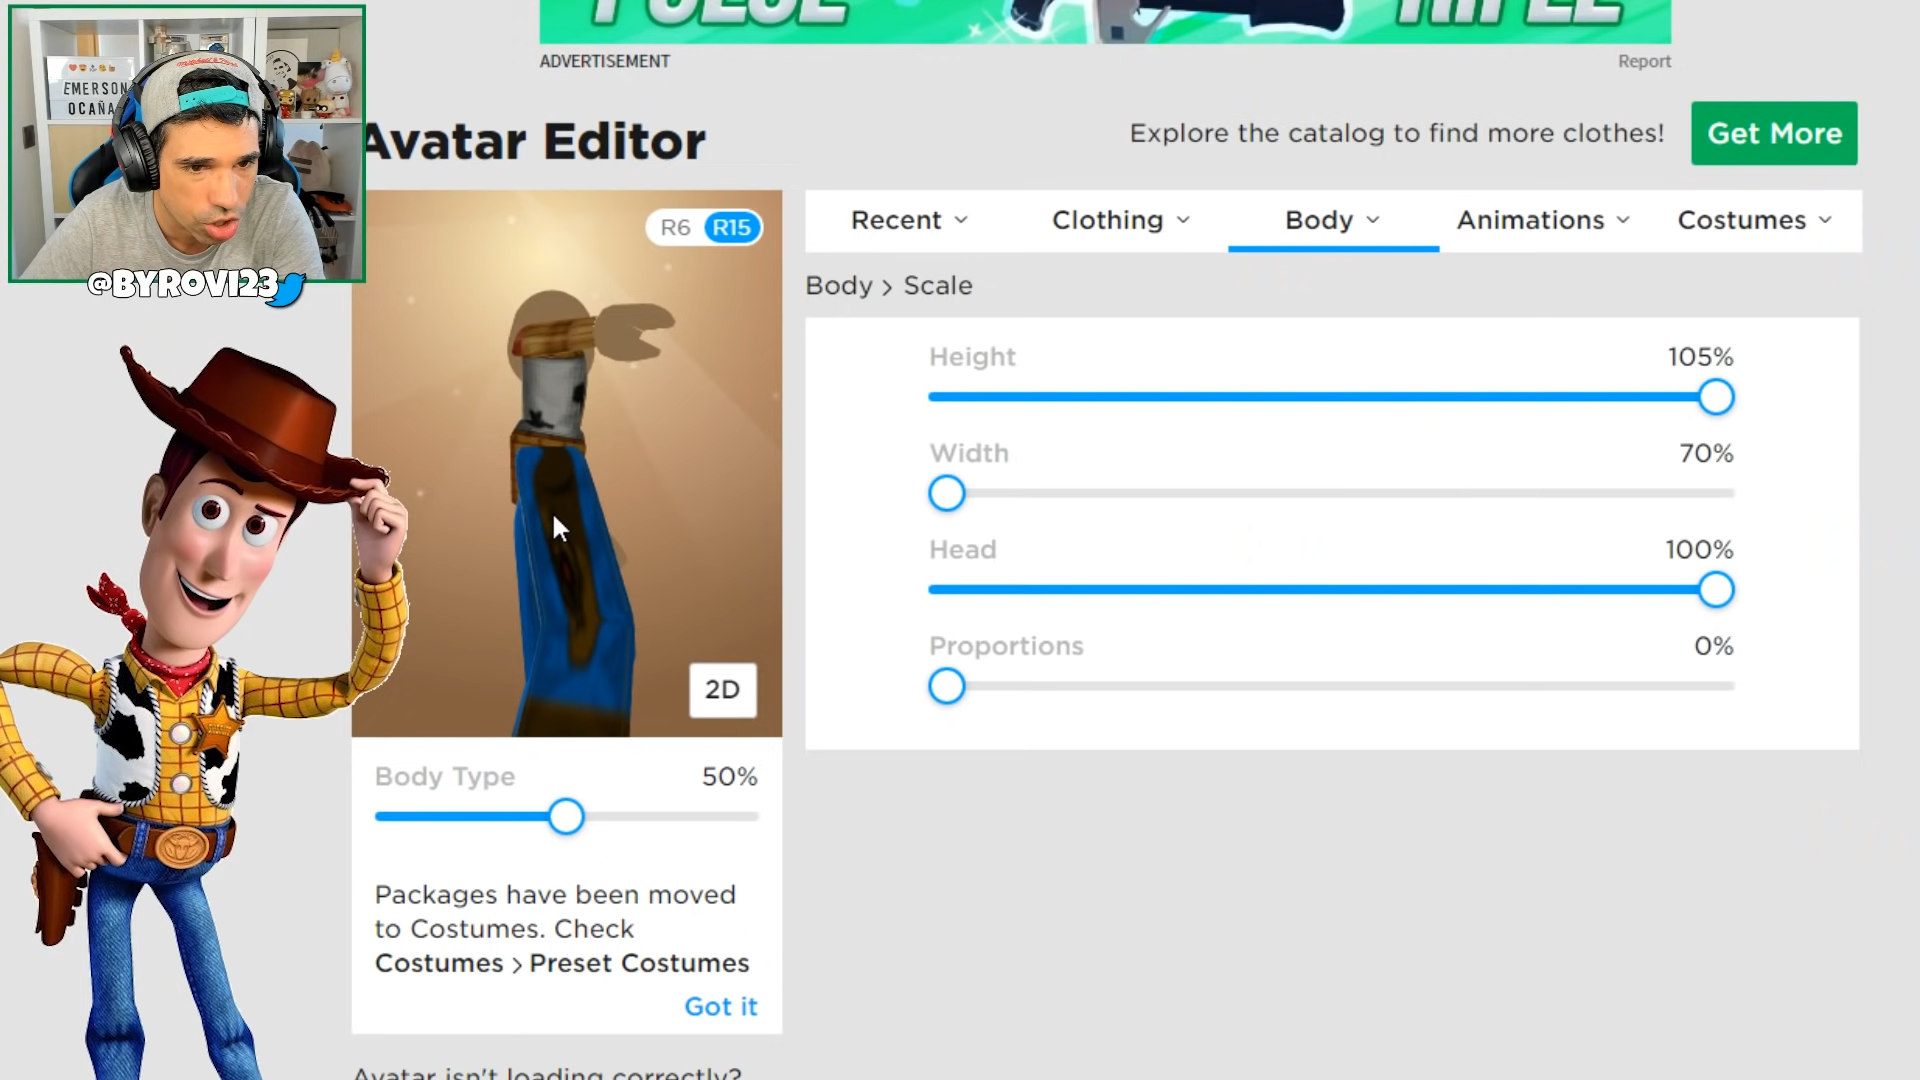 ADVERTISEMENT
Report
EMERSON
OCAÑA
@BYROVI23
Avatar Editor
Explore the catalog to find more clothes!
Get More
R6
R15
Recent
Clothing
Body
Animations
Costumes
Body > Scale
Height
105%
Width
70%
Head
100%
Proportions
0%
2D
Body Type
50%
Packages have been moved
to Costumes. Check
Costumes > Preset Costumes
Got it
Avatar isn't loading correctly?